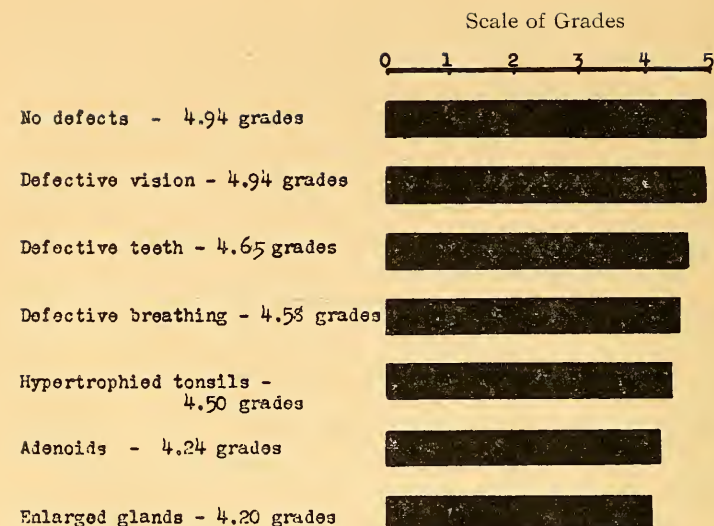 Scale of Grades
0 1 2 3 4 5
No defects - 4.94 grades
Defective vision - 4.94 grades
Defective teeth - 4.65 grades
Defective breathing - 4.58 grades
Hypertrophied tonsils -
4.50 grades
Adenoids - 4.24 grades
Enlarged glands - 4.20 grades